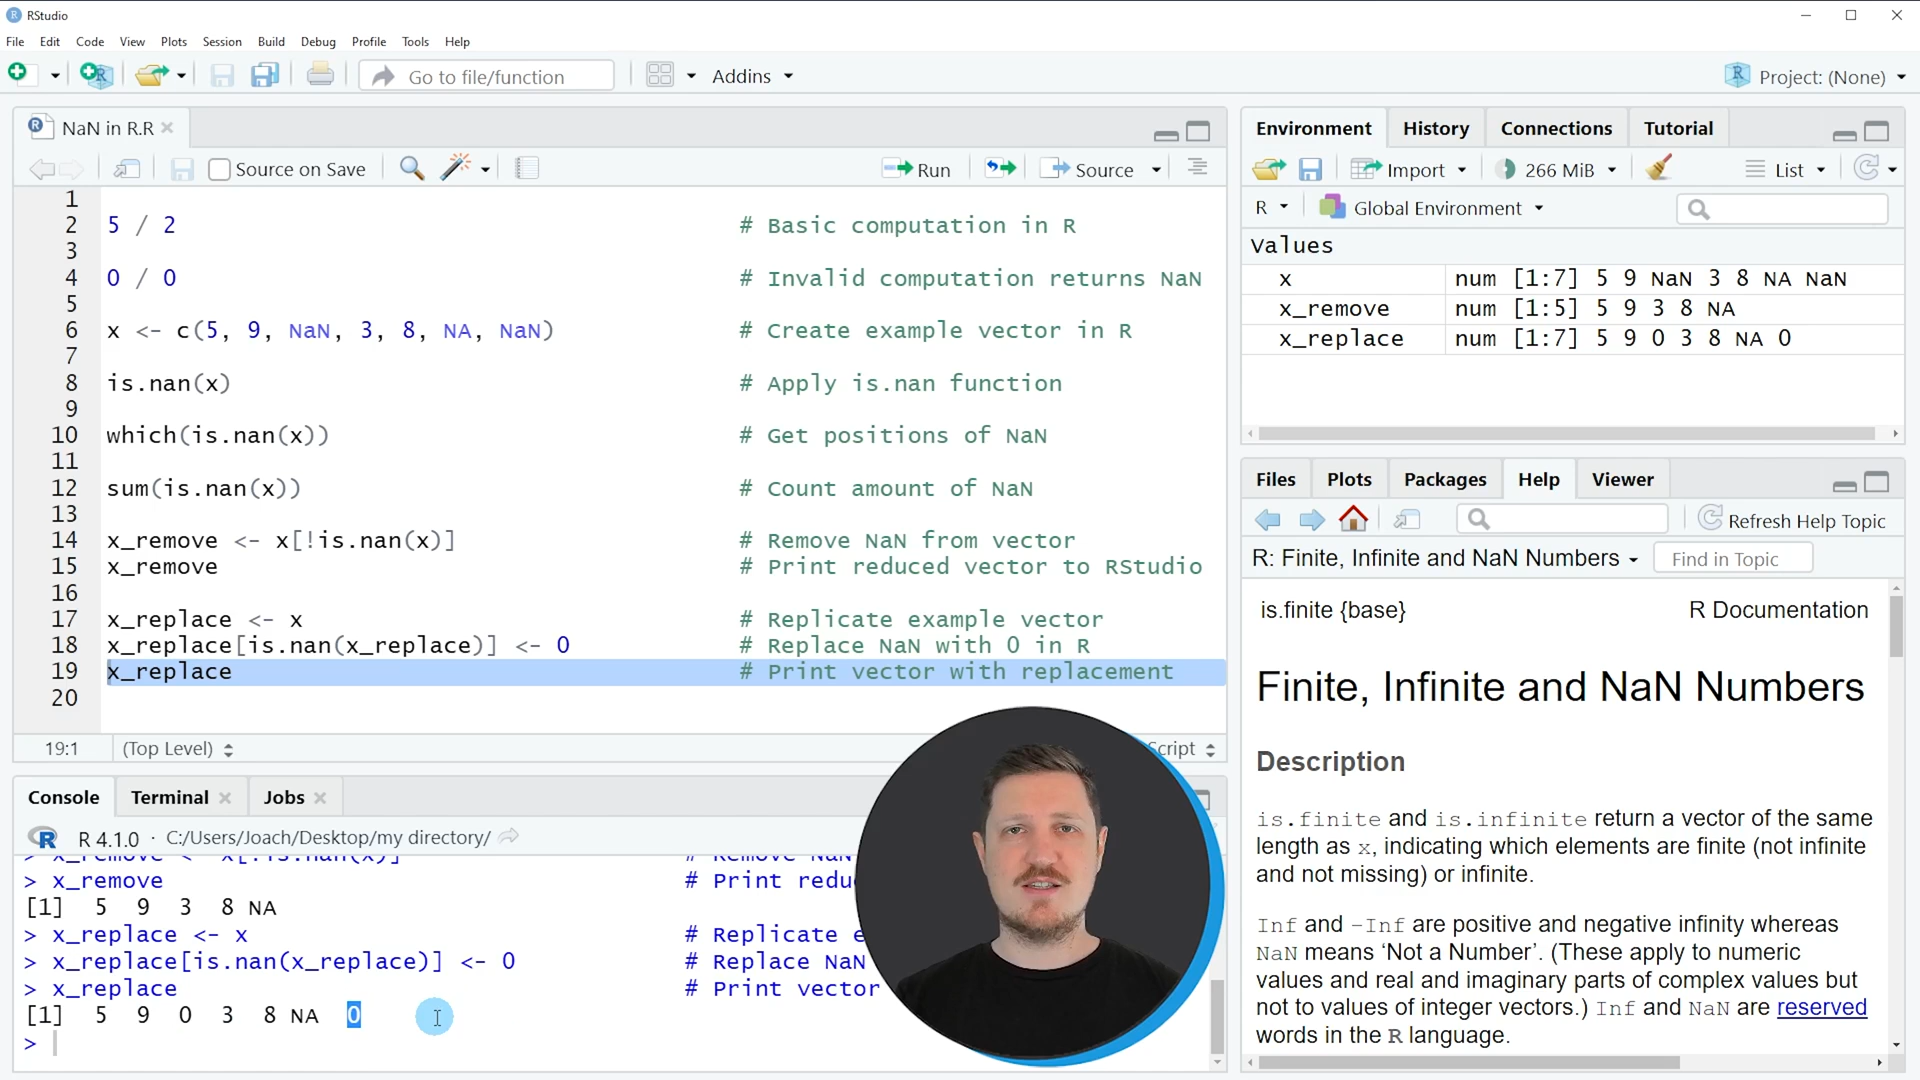 RStudio
File Edit Code View Plots Session Build Debug Profile Tools Help
Go to file/function
Addins
Project: (None)
NaN in R.R
Source on Save
Run
Source
1
2 5 / 2 # Basic computation in R
3
4 0 / 0 # Invalid computation returns NaN
5
6 x <- c(5, 9, NaN, 3, 8, NA, NaN) # Create example vector in R
7
8 is.nan(x) # Apply is.nan function
9
10 which(is.nan(x)) # Get positions of NaN
11
12 sum(is.nan(x)) # Count amount of NaN
13
14 x_remove <- x[!is.nan(x)] # Remove NaN from vector
15 x_remove # Print reduced vector to RStudio
16
17 x_replace <- x # Replicate example vector
18 x_replace[is.nan(x_replace)] <- 0 # Replace NaN with 0 in R
19 x_replace # Print vector with replacement
20
19:1 (Top Level) Script
Console Terminal Jobs
R 4.1.0 · C:/Users/Joach/Desktop/my directory/
> x_remove <- x[!is.nan(x)] # Remove NaN
> x_remove # Print redu
[1] 5 9 3 8 NA
> x_replace <- x # Replicate e
> x_replace[is.nan(x_replace)] <- 0 # Replace NaN
> x_replace # Print vector
[1] 5 9 0 3 8 NA 0
>
Environment History Connections Tutorial
Import 266 MiB List
R Global Environment
Values
x num [1:7] 5 9 NaN 3 8 NA NaN
x_remove num [1:5] 5 9 3 8 NA
x_replace num [1:7] 5 9 0 3 8 NA 0
Files Plots Packages Help Viewer
Refresh Help Topic
R: Finite, Infinite and NaN Numbers Find in Topic
is.finite {base} R Documentation
Finite, Infinite and NaN Numbers
Description
is.finite and is.infinite return a vector of the same
length as x, indicating which elements are finite (not infinite
and not missing) or infinite.
Inf and -Inf are positive and negative infinity whereas
NaN means ‘Not a Number’. (These apply to numeric
values and real and imaginary parts of complex values but
not to values of integer vectors.) Inf and NaN are reserved
words in the R language.